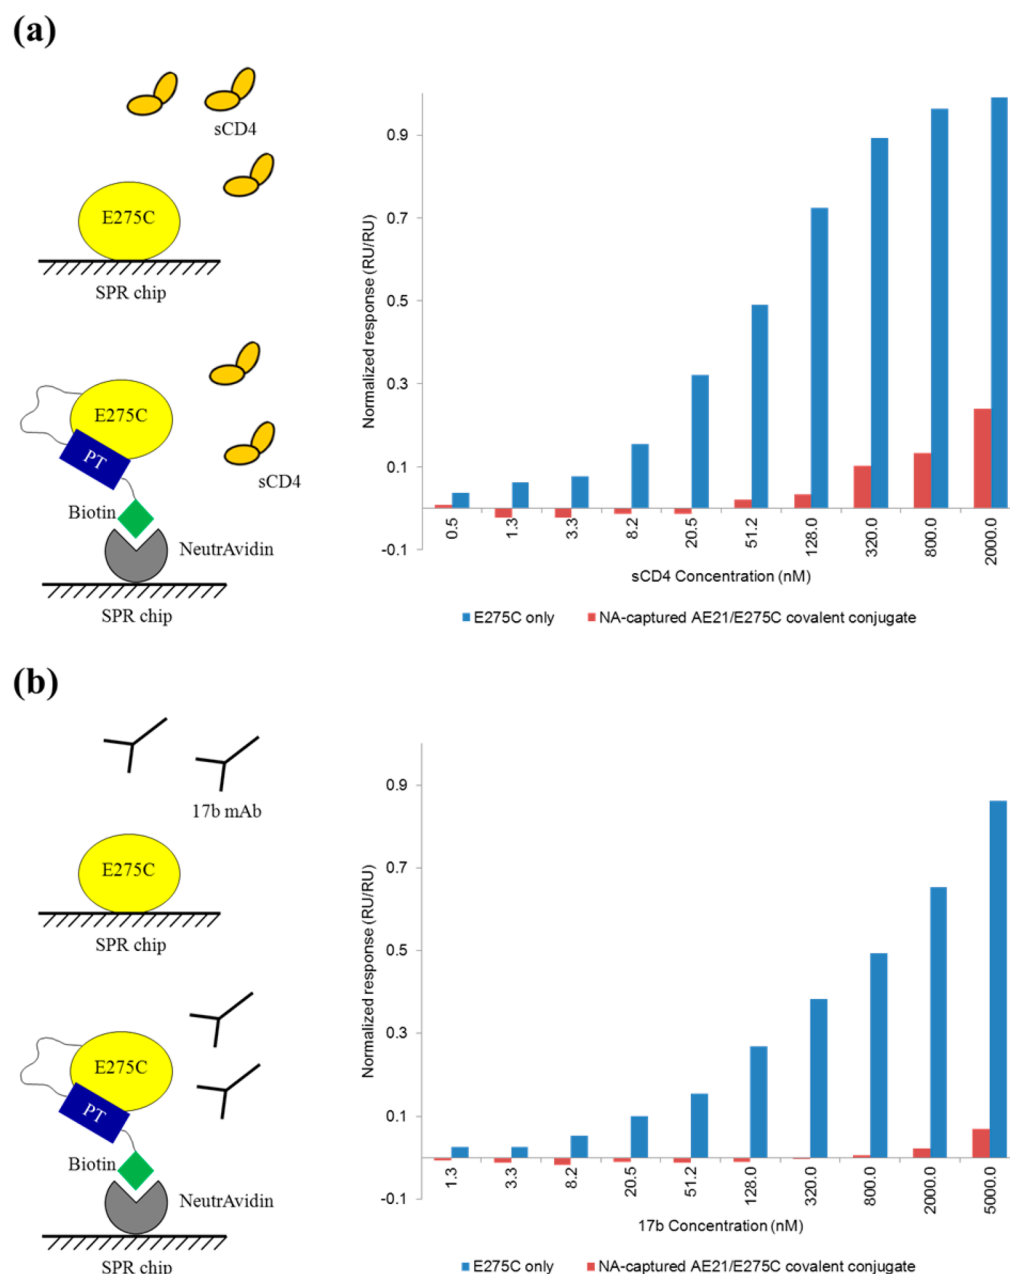 (a)
sCD4
E275C
SPR chip
E275C
PT
sCD4
Biotin
NeutrAvidin
SPR chip
Normalized response (RU/RU)
0.9
0.7
0.5
0.3
0.1
-0.1
0.5 1.3 3.3 8.2 20.5 51.2 128.0 320.0 800.0 2000.0
sCD4 Concentration (nM)
E275C only NA-captured AE21/E275C covalent conjugate
(b)
17b mAb
E275C
SPR chip
E275C
PT
Biotin
NeutrAvidin
SPR chip
Normalized response (RU/RU)
0.9
0.7
0.5
0.3
0.1
-0.1
1.3 3.3 8.2 20.5 51.2 128.0 320.0 800.0 2000.0 5000.0
17b Concentration (nM)
E275C only NA-captured AE21/E275C covalent conjugate